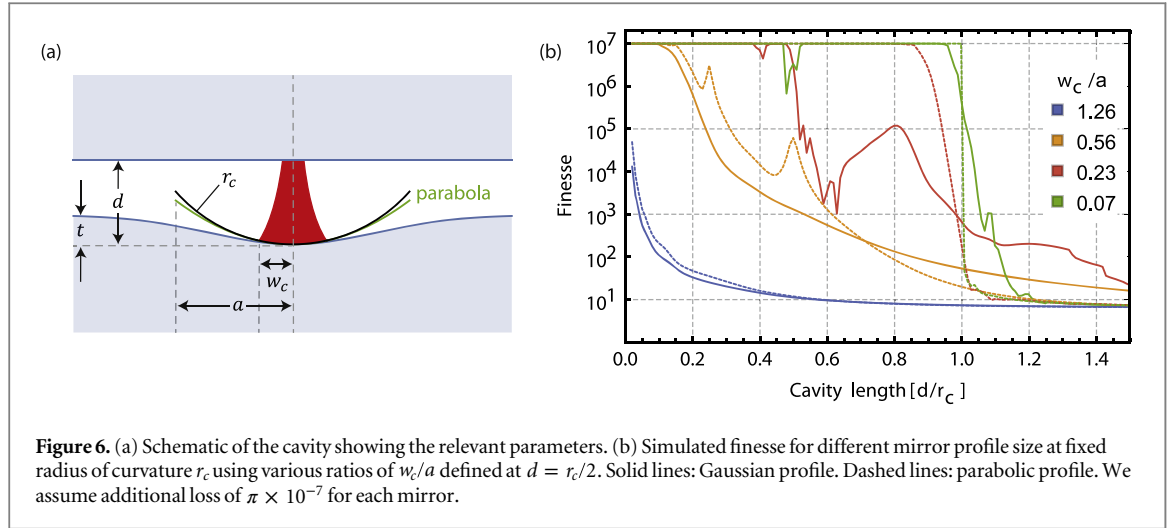 (a)
r_c
parabola
d
t
w_c
a
(b)
Finesse
10^7
10^6
10^5
10^4
10^3
10^2
10^1
w_c /a
1.26
0.56
0.23
0.07
0.0 0.2 0.4 0.6 0.8 1.0 1.2 1.4
Cavity length [d/r_c]
Figure 6. (a) Schematic of the cavity showing the relevant parameters. (b) Simulated finesse for different mirror profile size at fixed
radius of curvature r_c using various ratios of w_c/a defined at d = r_c/2. Solid lines: Gaussian profile. Dashed lines: parabolic profile. We
assume additional loss of π × 10^−7 for each mirror.